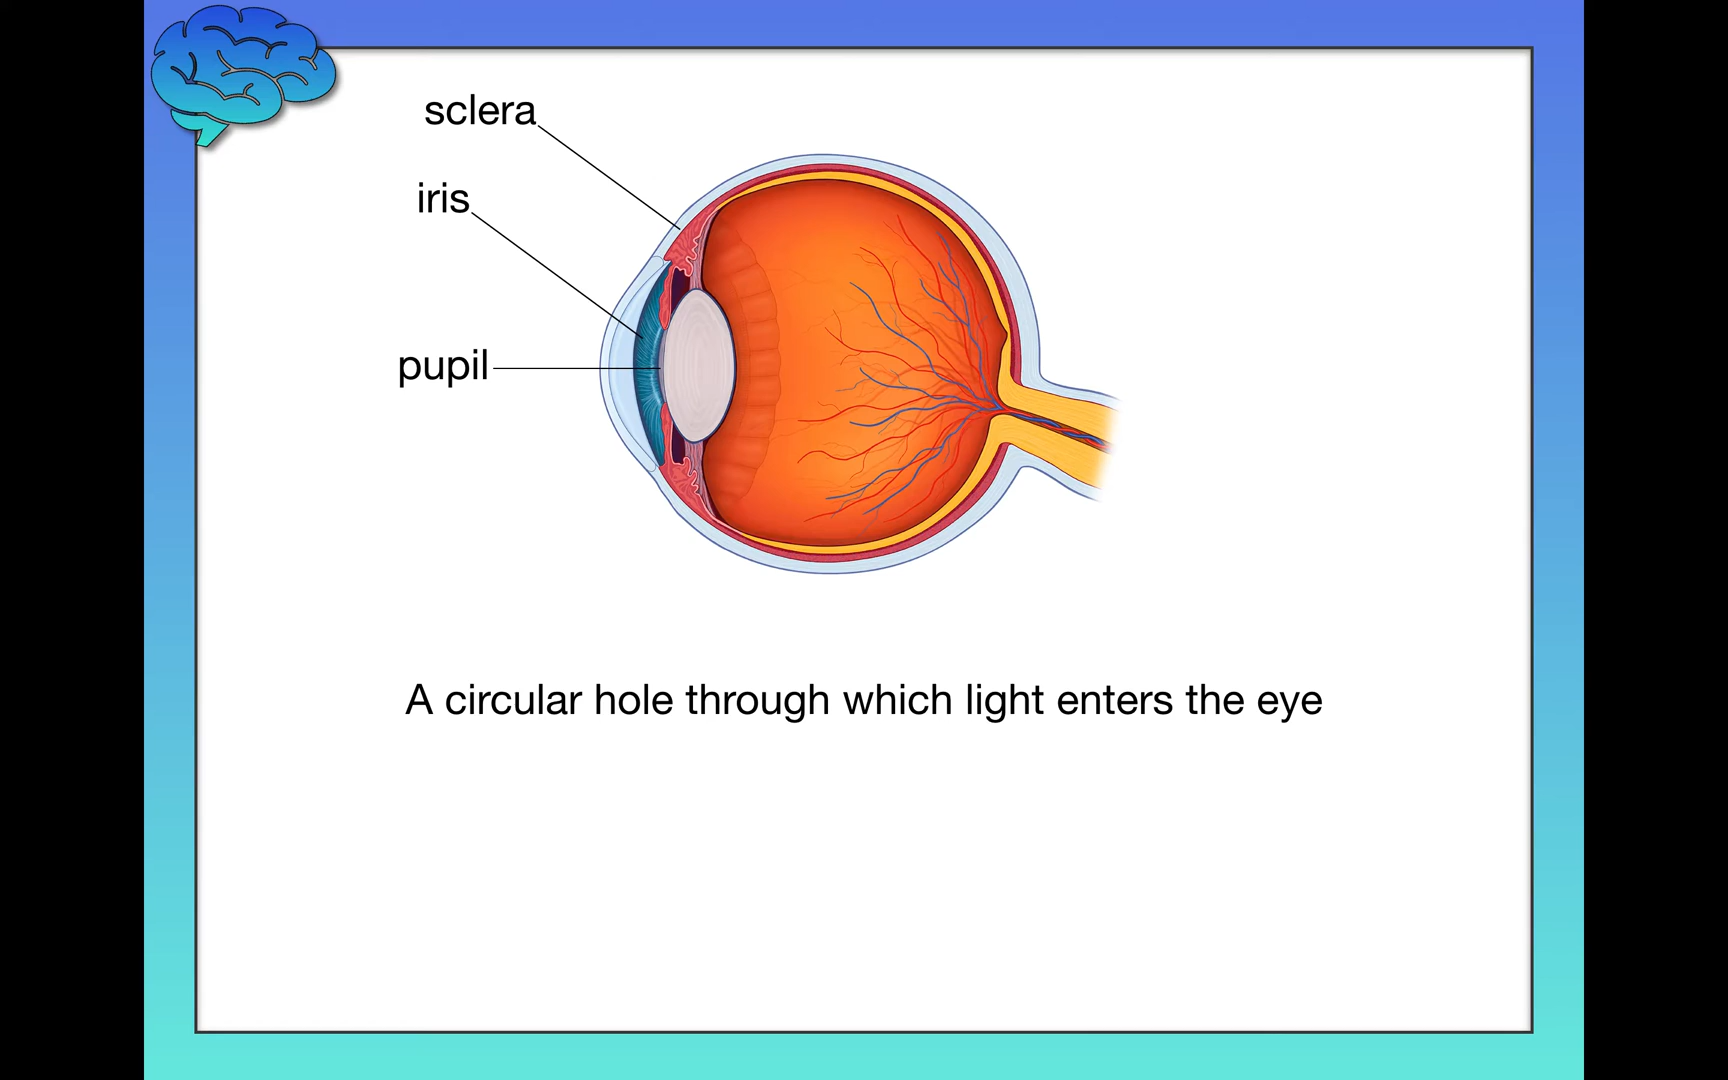 sclera
iris
pupil
A circular hole through which light enters the eye